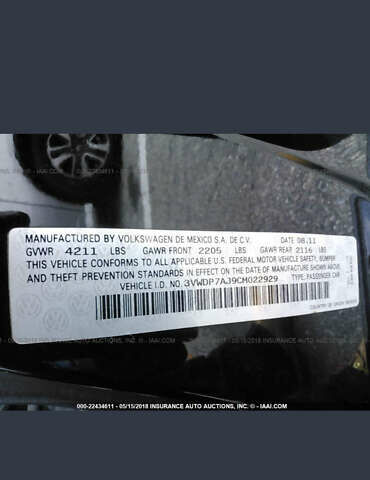 MANUFACTURED BY VOLKSWAGEN DE MEXICO S.A. DE C.V. DATE 08.11
GVWR 4211 LBS GAWR FRONT 2205 LBS GAWR REAR 2116 LBS
THIS VEHICLE CONFORMS TO ALL APPLICABLE U.S. FEDERAL MOTOR VEHICLE SAFETY, BUMPER
AND THEFT PREVENTION STANDARDS IN EFFECT ON THE DATE OF MANUFACTURE SHOWN ABOVE
VEHICLE I.D. NO. 3VWDP7AJ9CM022929 TYPE: PASSENGER CAR
000-22434611 - 05/15/2018 INSURANCE AUTO AUCTIONS, INC. © - IAAI.COM